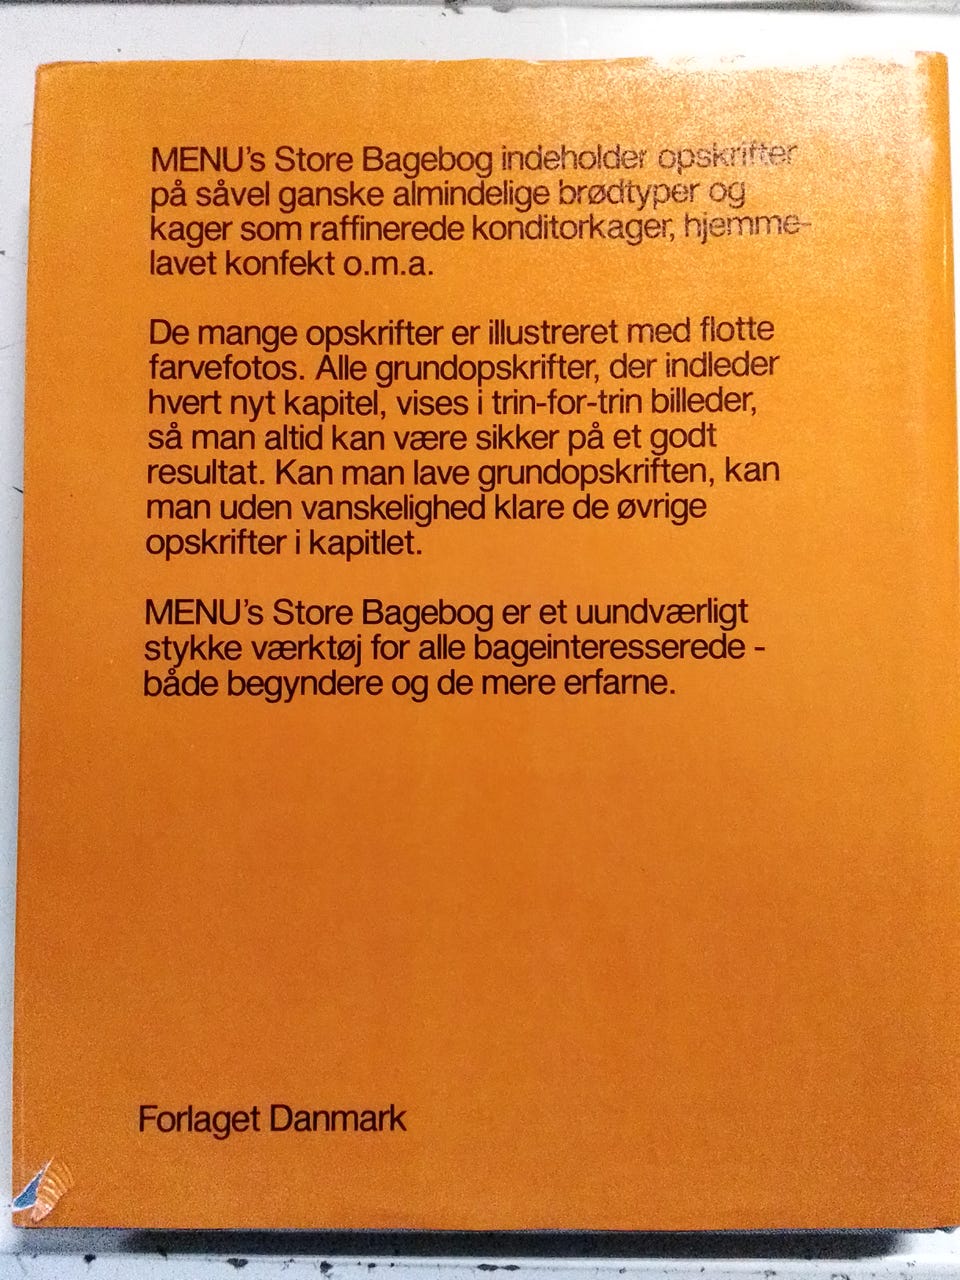 MENU's Store Bagebog indeholder opskrifter
på såvel ganske almindelige brødtyper og
kager som raffinerede konditorkager, hjemme-
lavet konfekt o.m.a.
De mange opskrifter er illustreret med flotte
farvefotos. Alle grundopskrifter, der indleder
hvert nyt kapitel, vises i trin-for-trin billeder,
så man altid kan være sikker på et godt
resultat. Kan man lave grundopskriften, kan
man uden vanskelighed klare de øvrige
opskrifter i kapitlet.
MENU's Store Bagebog er et uundværligt
stykke værktøj for alle bageinteresserede -
både begyndere og de mere erfarne.
Forlaget Danmark